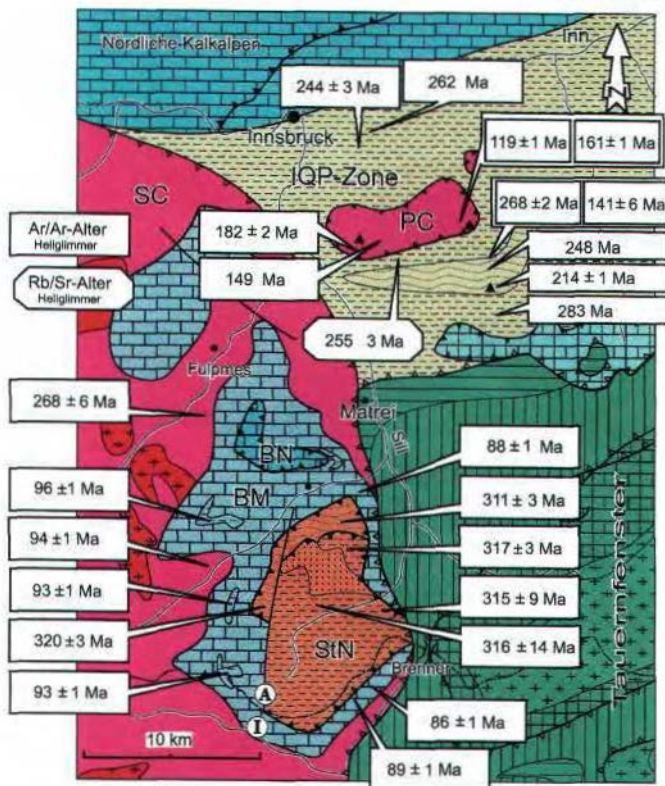 Nördliche Kalkalpen
Inn
244 ± 3 Ma
262 Ma
Innsbruck
119 ± 1 Ma
161 ± 1 Ma
IQP-Zone
SC
PC
268 ± 2 Ma
141 ± 6 Ma
Ar/Ar-Alter
Hellglimmer
182 ± 2 Ma
248 Ma
149 Ma
214 ± 1 Ma
Rb/Sr-Alter
Hellglimmer
283 Ma
255 3 Ma
Fulpmes
268 ± 6 Ma
Matrei
Sill
88 ± 1 Ma
BN
96 ±1 Ma
BM
311 ± 3 Ma
94 ±1 Ma
317 ±3 Ma
93 ±1 Ma
315 ± 9 Ma
320 ±3 Ma
316 ± 14 Ma
StN
Brenner
Tauernfenster
93 ± 1 Ma
A
I
86 ± 1 Ma
10 km
89 ± 1 Ma